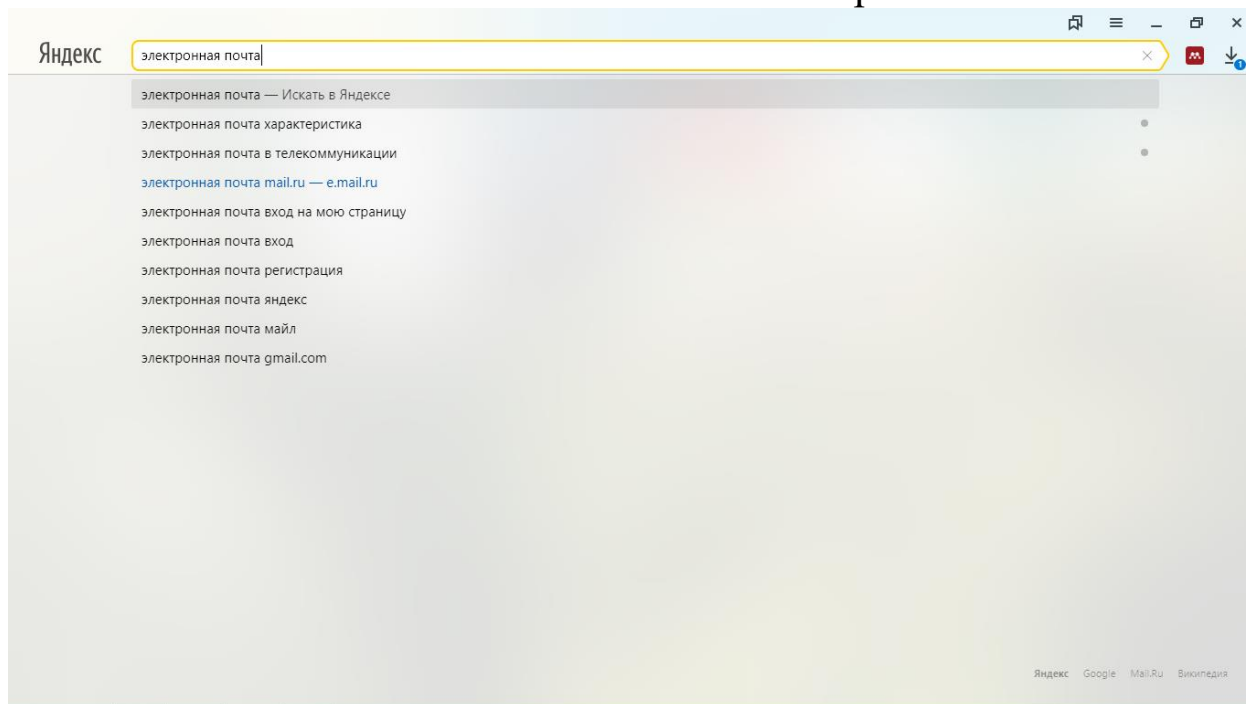 Яндекс
электронная почта
электронная почта — Искать в Яндексе
электронная почта характеристика
электронная почта в телекоммуникации
электронная почта mail.ru — e.mail.ru
электронная почта вход на мою страницу
электронная почта вход
электронная почта регистрация
электронная почта яндекс
электронная почта майл
электронная почта gmail.com
Яндекс Google Mail.Ru Википедия